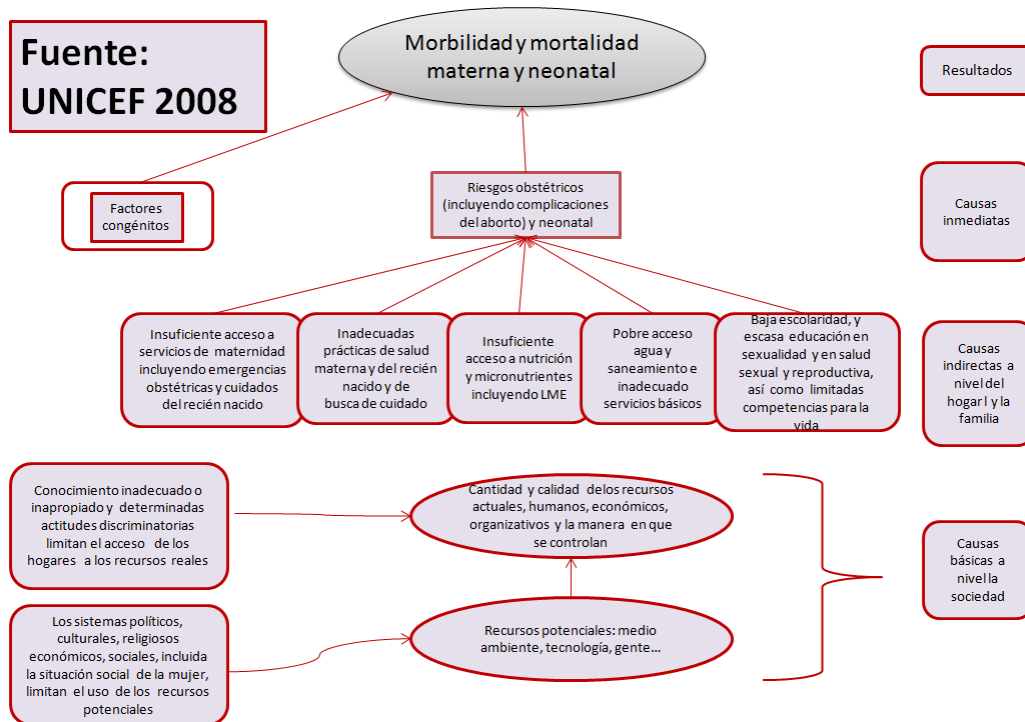 Fuente:
UNICEF 2008
Morbilidad y mortalidad
materna y neonatal
Resultados
Factores
congénitos
Riesgos obstétricos
(incluyendo complicaciones
del aborto) y neonatal
Causas
inmediatas
Insuficiente acceso a
servicios de maternidad
incluyendo emergencias
obstétricas y cuidados
del recién nacido
Inadecuadas
prácticas de salud
materna y del recién
nacido y de
busca de cuidado
Insuficiente
acceso a nutrición
y micronutrientes
incluyendo LME
Pobre acceso
agua y
saneamiento e
inadecuado
servicios básicos
Baja escolaridad, y
escasa educación en
sexualidad y en salud
sexual y reproductiva,
así como limitadas
competencias para la
vida
Causas
indirectas a
nivel del
hogar l y la
familia
Conocimiento inadecuado o
inapropiado y determinadas
actitudes discriminatorias
limitan el acceso de los
hogares a los recursos reales
Cantidad y calidad delos recursos
actuales, humanos, económicos,
organizativos y la manera en que
se controlan
Causas
básicas a
nivel la
sociedad
Los sistemas políticos,
culturales, religiosos
económicos, sociales, incluida
la situación social de la mujer,
limitan el uso de los recursos
potenciales
Recursos potenciales: medio
ambiente, tecnología, gente...